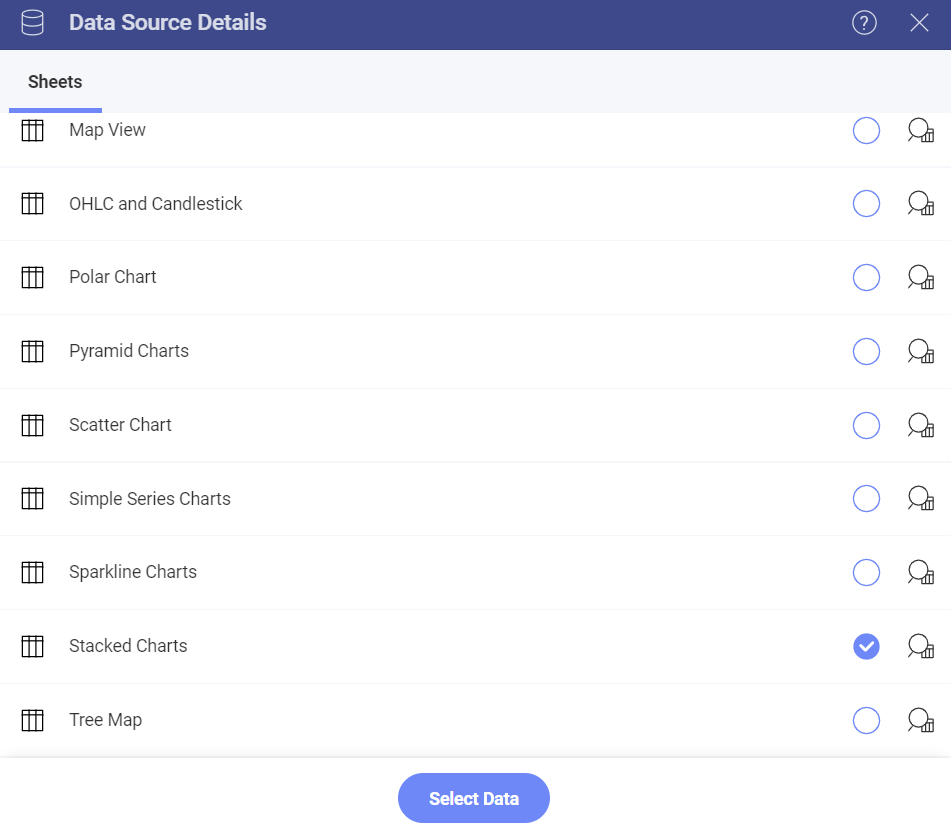 Data Source Details
?
Sheets
Map View
OHLC and Candlestick
Polar Chart
Pyramid Charts
Scatter Chart
Simple Series Charts
Sparkline Charts
Stacked Charts
Tree Map
Select Data